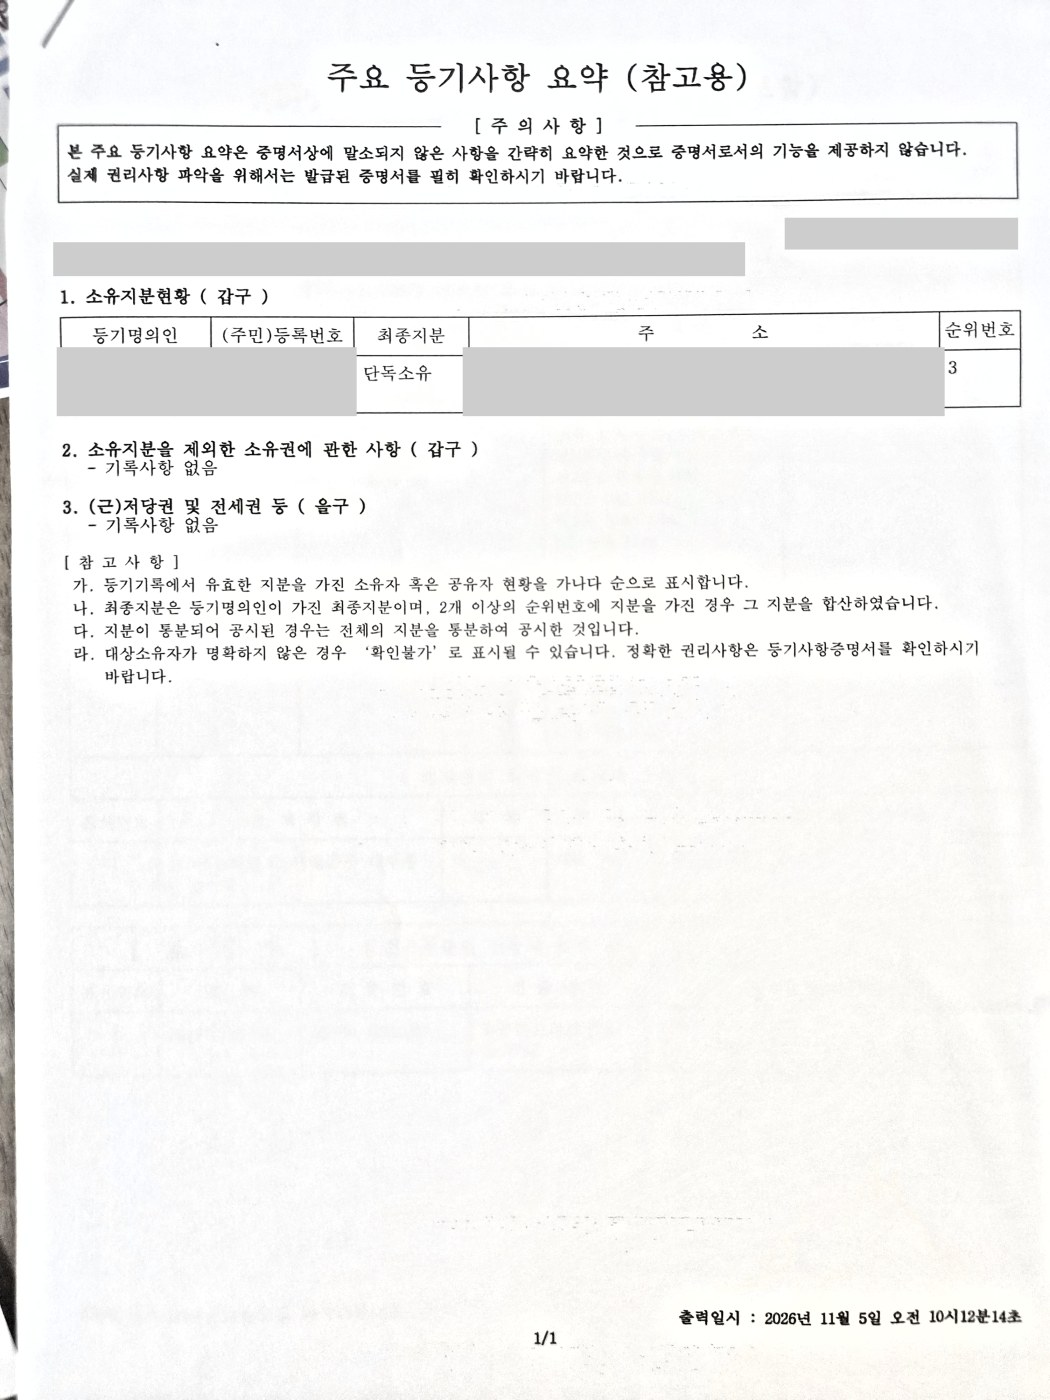 주요 등기사항 요약 (참고용)
[ 주 의 사 항 ]
본 주요 등기사항 요약은 증명서상에 말소되지 않은 사항을 간략히 요약한 것으로 증명서로서의 기능을 제공하지 않습니다.
실제 권리사항 파악을 위해서는 발급된 증명서를 필히 확인하시기 바랍니다.
1. 소유지분현황 ( 갑구 )
등기명의인 (주민)등록번호 최종지분 주 소 순위번호
단독소유 3
2. 소유지분을 제외한 소유권에 관한 사항 ( 갑구 )
- 기록사항 없음
3. (근)저당권 및 전세권 등 ( 을구 )
- 기록사항 없음
[ 참 고 사 항 ]
가. 등기기록에서 유효한 지분을 가진 소유자 혹은 공유자 현황을 가나다 순으로 표시합니다.
나. 최종지분은 등기명의인이 가진 최종지분이며, 2개 이상의 순위번호에 지분을 가진 경우 그 지분을 합산하였습니다.
다. 지분이 통분되어 공시된 경우는 전체의 지분을 통분하여 공시한 것입니다.
라. 대상소유자가 명확하지 않은 경우 ‘확인불가’ 로 표시될 수 있습니다. 정확한 권리사항은 등기사항증명서를 확인하시기
바랍니다.
출력일시 : 2026년 11월 5일 오전 10시12분14초
1/1